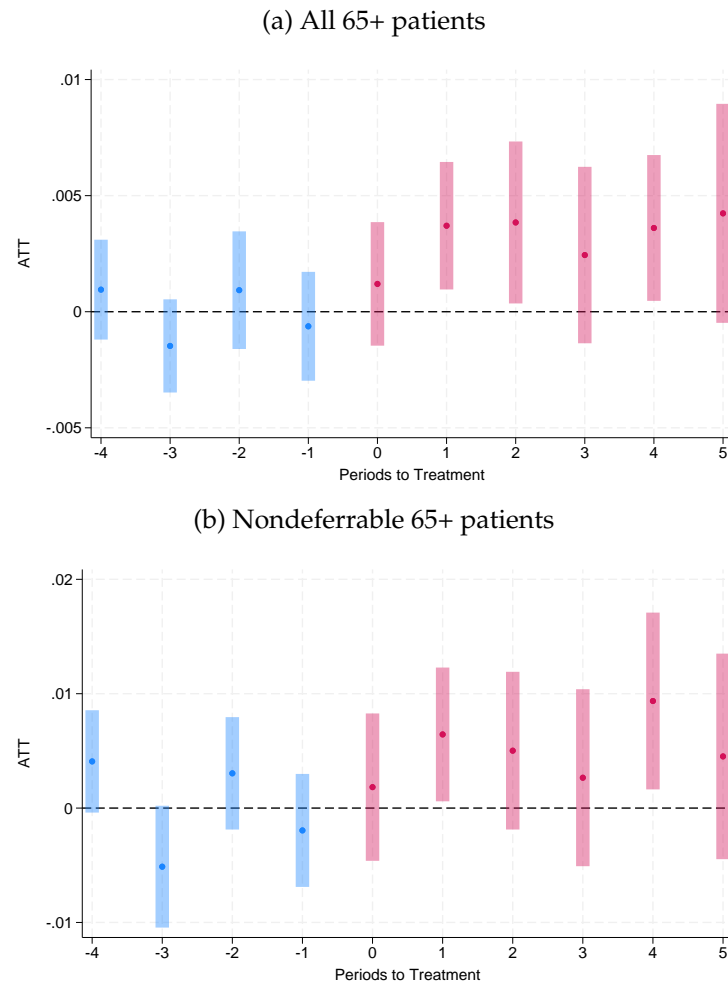 (a) All 65+ patients
.01
.005
0
-.005
ATT
-4 -3 -2 -1 0 1 2 3 4 5
Periods to Treatment
(b) Nondeferrable 65+ patients
.02
.01
0
-.01
ATT
-4 -3 -2 -1 0 1 2 3 4 5
Periods to Treatment